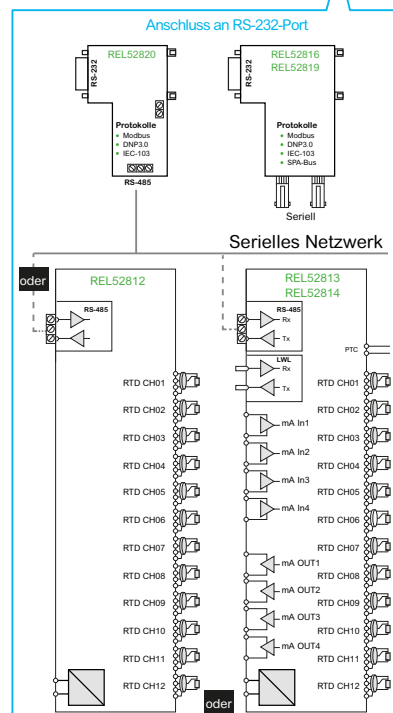 Anschluss an RS-232-Port
REL52820
RS-232
Protokolle
• Modbus
• DNP3.0
• IEC-103
RS-485
REL52816
REL52819
RS-232
Protokolle
• Modbus
• DNP3.0
• IEC-103
• SPA-Bus
Seriell
Serielles Netzwerk
oder
REL52812
RS-485
RTD CH01
RTD CH02
RTD CH03
RTD CH04
RTD CH05
RTD CH06
RTD CH07
RTD CH08
RTD CH09
RTD CH10
RTD CH11
RTD CH12
oder
REL52813
REL52814
RS-485
Rx
Tx
LWL
Rx
Tx
PTC
mA In1
mA In2
mA In3
mA In4
mA OUT1
mA OUT2
mA OUT3
mA OUT4
RTD CH01
RTD CH02
RTD CH03
RTD CH04
RTD CH05
RTD CH06
RTD CH07
RTD CH08
RTD CH09
RTD CH10
RTD CH11
RTD CH12